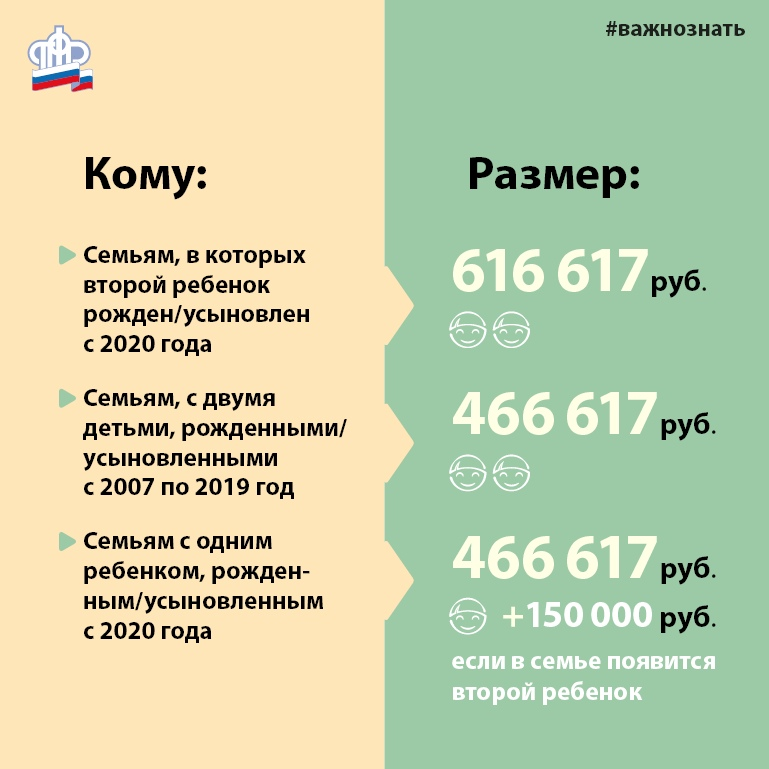 #важнознать
Кому:
Семьям, в которых
второй ребенок
рожден/усыновлен
с 2020 года
Семьям, с двумя
детьми, рожденными/
усыновленными
с 2007 по 2019 год
Семьям с одним
ребенком, рожден-
ным/усыновленным
с 2020 года
Размер:
616 617 руб.
466 617 руб.
466 617 руб.
+150 000 руб.
если в семье появится
второй ребенок